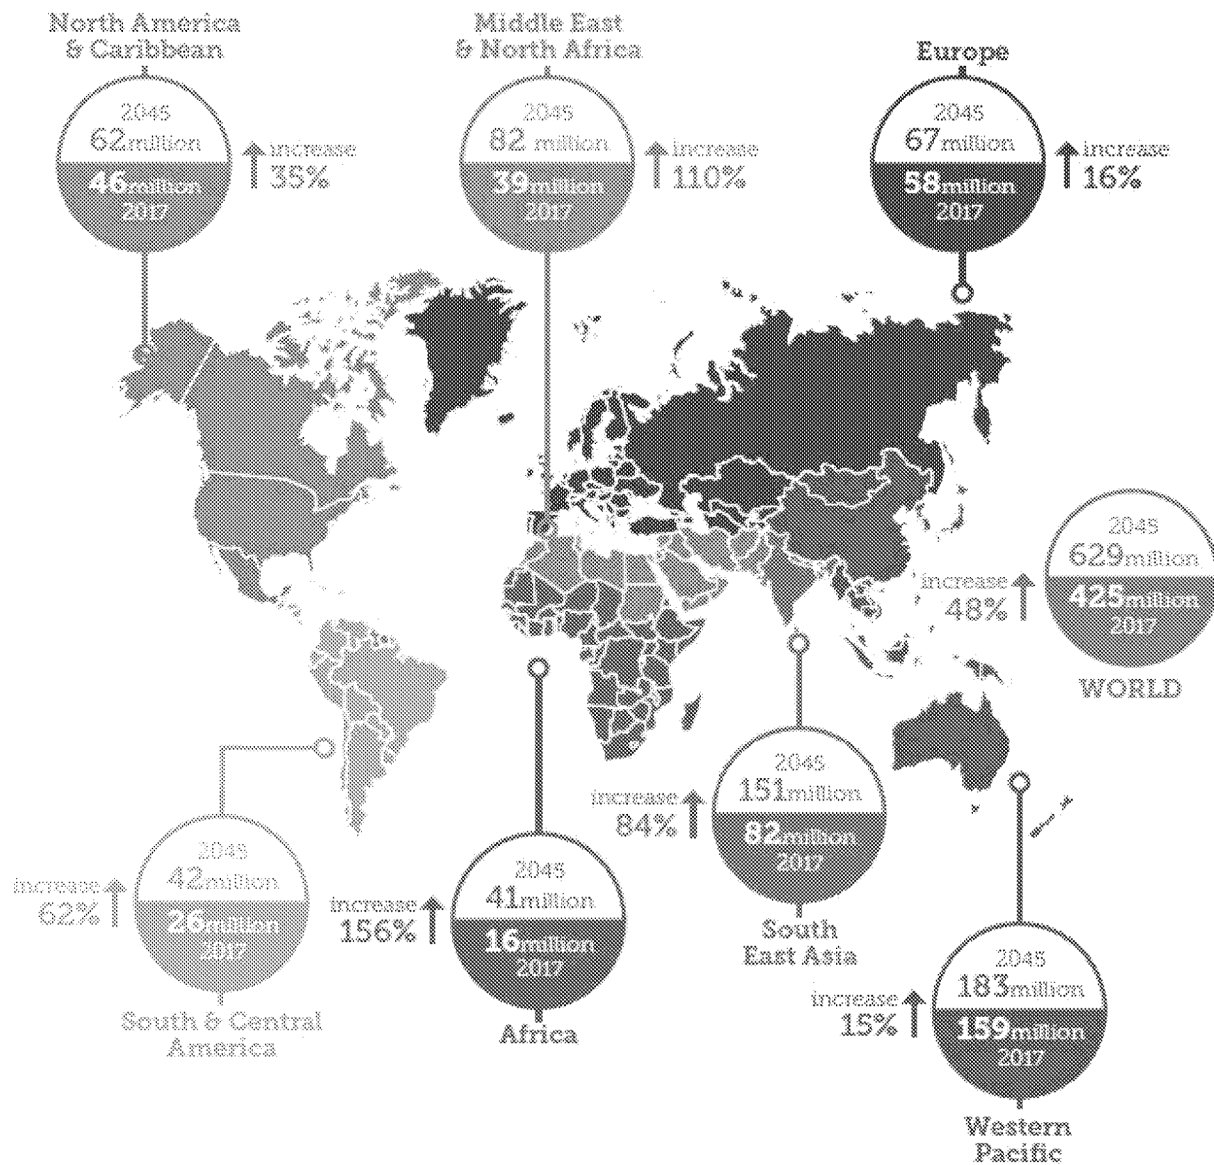 North America
& Caribbean
2045
62million
46million
2017
increase
35%
Middle East
& North Africa
2045
82 million
39million
2017
increase
110%
Europe
2045
67million
58million
2017
increase
16%
2045
629million
425million
2017
increase
48%
WORLD
2045
42million
26million
2017
increase
62%
South & Central
America
2045
41million
16million
2017
increase
156%
Africa
2045
151million
82million
2017
increase
84%
South
East Asia
2045
183million
159million
2017
increase
15%
Western
Pacific